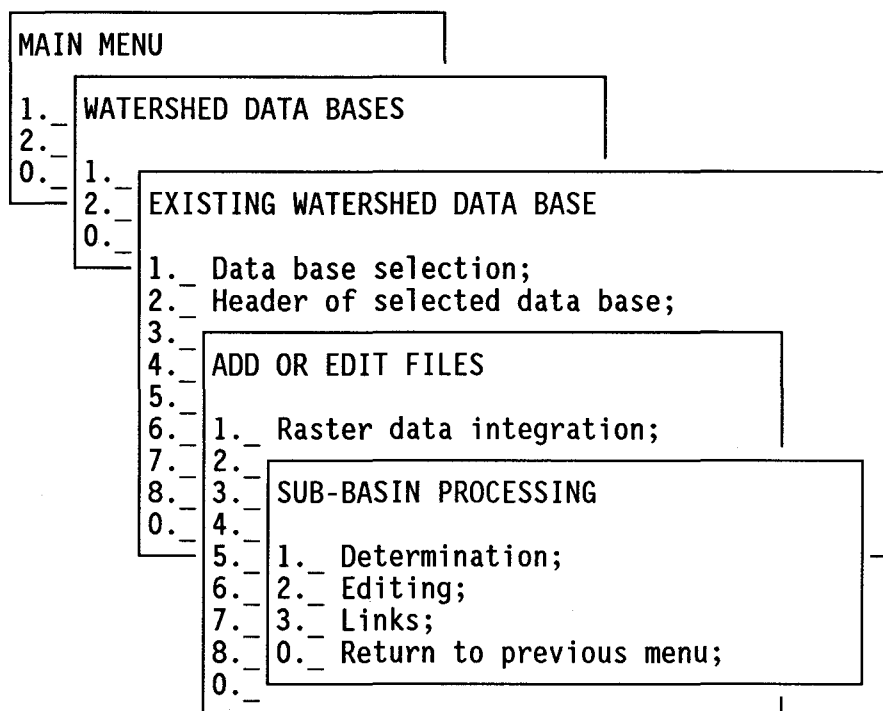 MAIN MENU
1._
2._
0._
WATERSHED DATA BASES
1._
2._
0._
EXISTING WATERSHED DATA BASE
1._ Data base selection;
2._ Header of selected data base;
3._
4._
5._
6._
7._
8._
0._
ADD OR EDIT FILES
1._ Raster data integration;
2._
3._
4._
5._
6._
7._
8._
0._
SUB-BASIN PROCESSING
1._ Determination;
2._ Editing;
3._ Links;
0._ Return to previous menu;